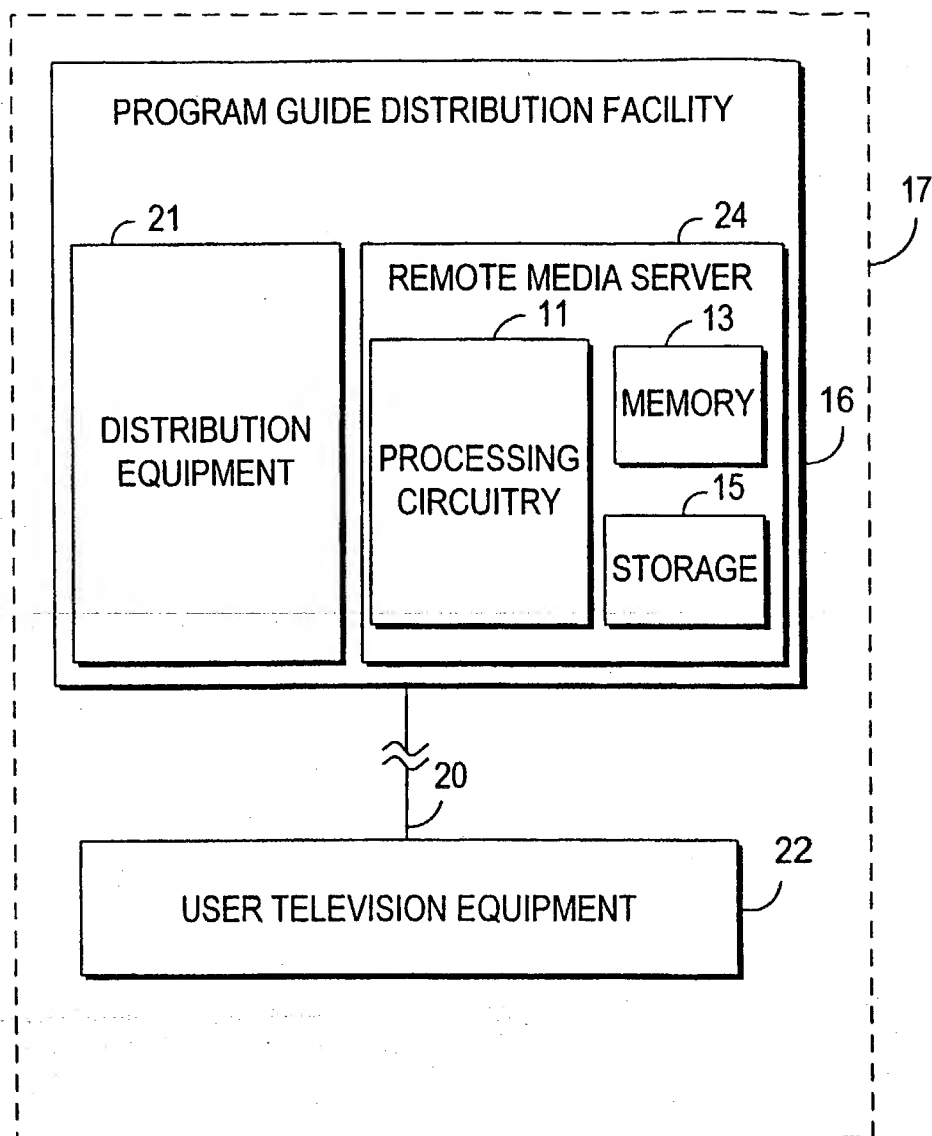 PROGRAM GUIDE DISTRIBUTION FACILITY
17
21
24
REMOTE MEDIA SERVER
11
13
MEMORY
16
DISTRIBUTION
EQUIPMENT
PROCESSING
CIRCUITRY
15
STORAGE
20
22
USER TELEVISION EQUIPMENT